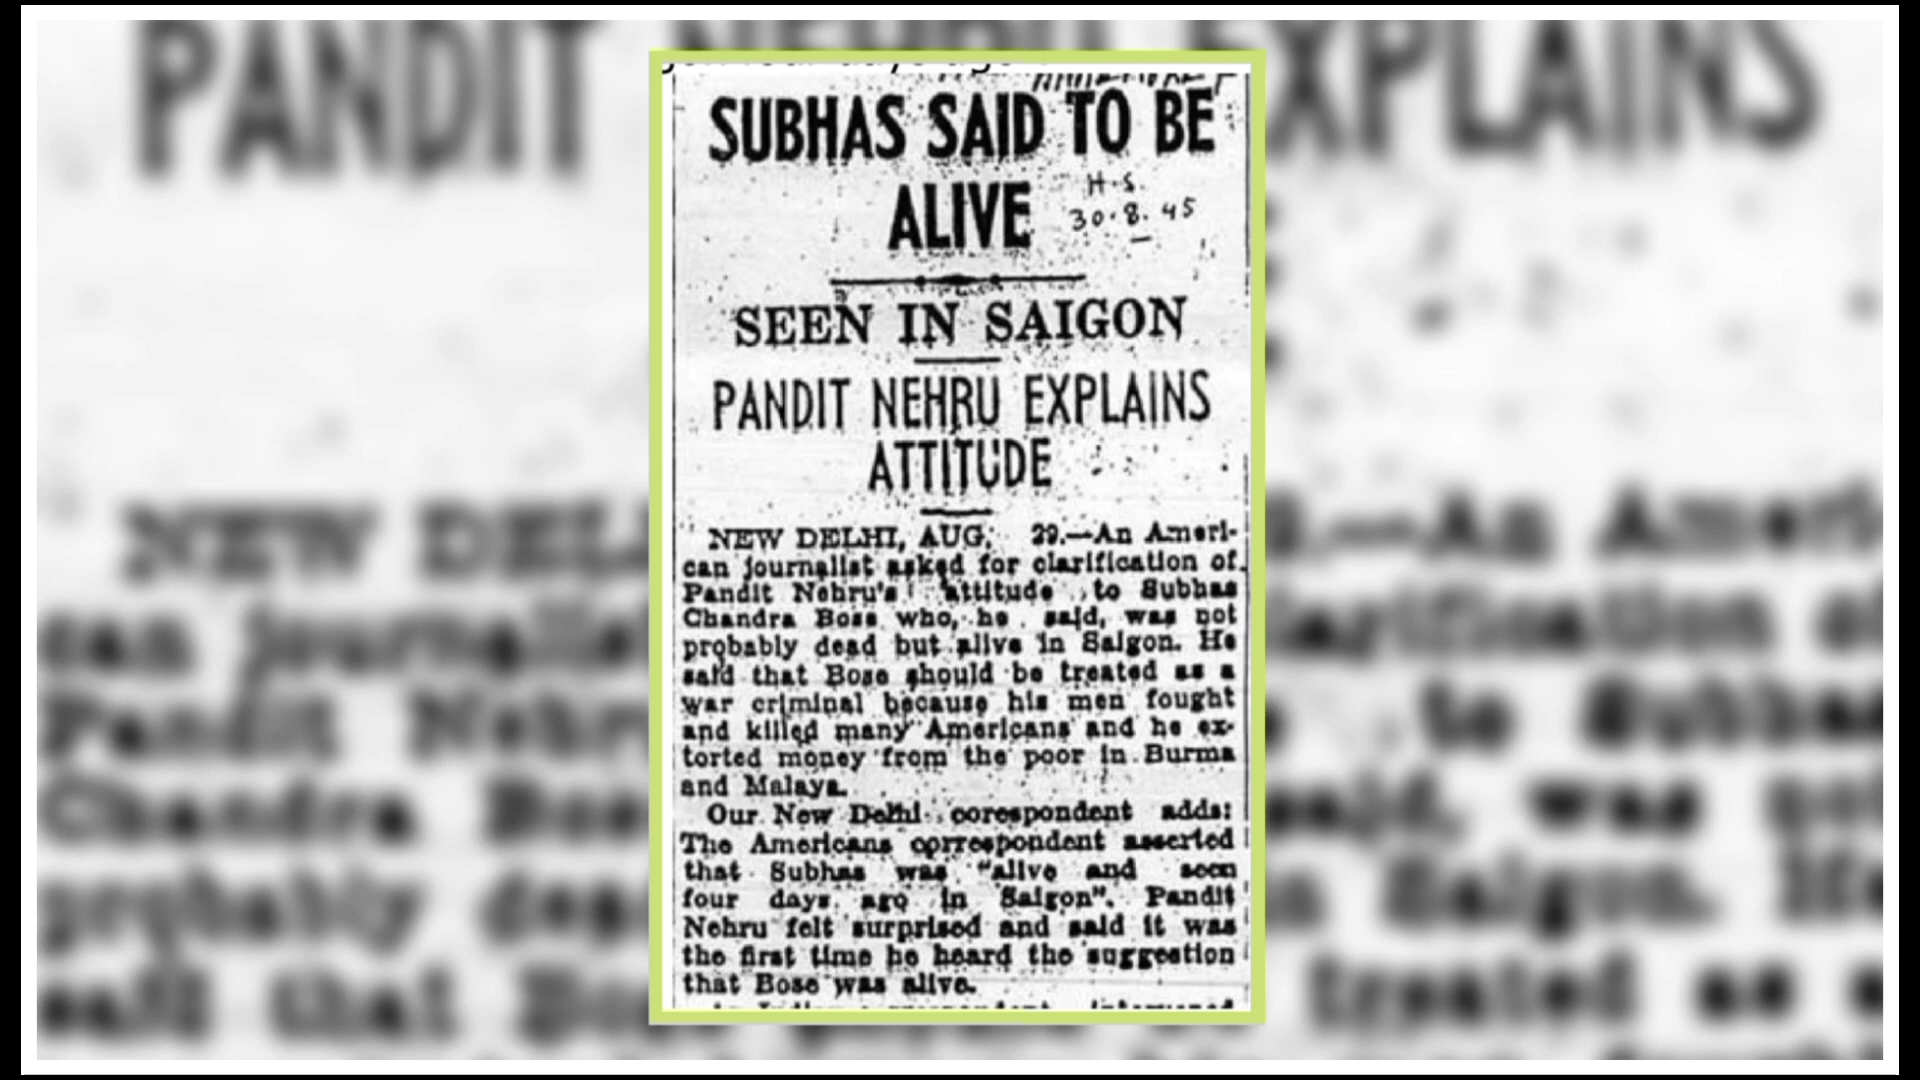 SUBHAS SAID TO BE
ALIVE
H.S.
30.8.45
SEEN IN SAIGON
PANDIT NEHRU EXPLAINS
ATTITUDE
NEW DELHI, AUG. 29.—An Ameri-
can journalist asked for clarification of
Pandit Nehru's attitude to Subhas
Chandra Bose who, he said, was not
probably dead but alive in Saigon. He
said that Bose should be treated as a
war criminal because his men fought
and killed many Americans and he ex-
torted money from the poor in Burma
and Malaya.
Our New Delhi corespondent adds:
The Americans correspondent asserted
that Subhas was "alive and seen
four days ago in Saigon". Pandit
Nehru felt surprised and said it was
the first time he heard the suggestion
that Bose was alive.